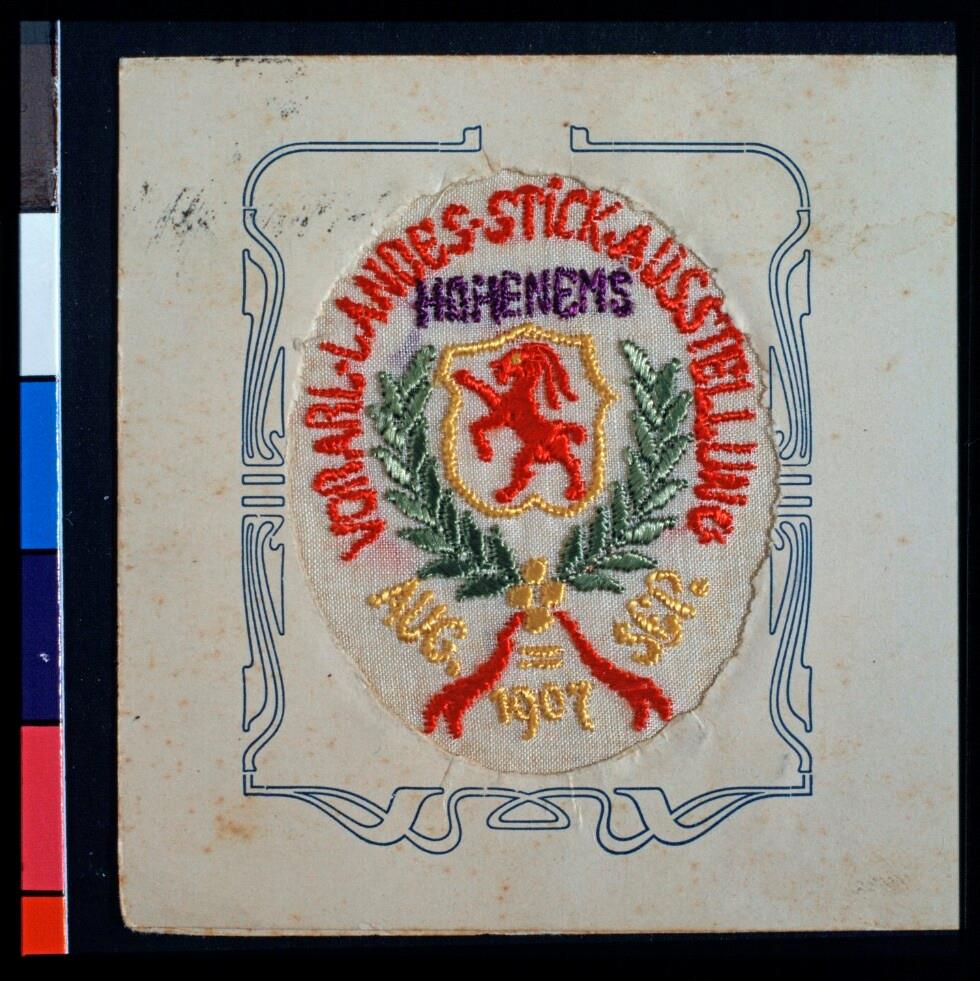 VORARL-LANDES-STICK.AUSSTELLUNG
HOHENEMS
AUG. = SEP.
1907